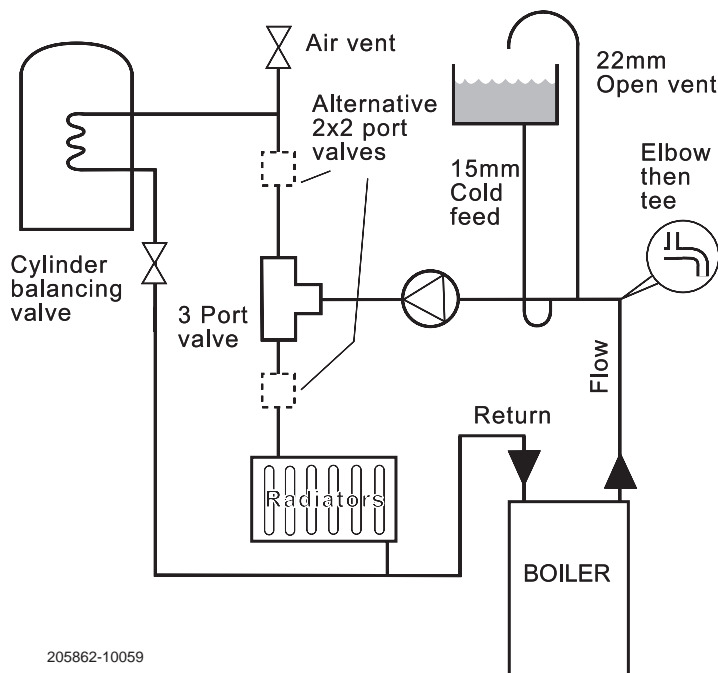 Air vent
22mm
Open vent
Alternative
2x2 port
valves
Elbow
then
tee
15mm
Cold
feed
Cylinder
balancing
valve
3 Port
valve
Flow
Return
Radiators
BOILER
205862-10059